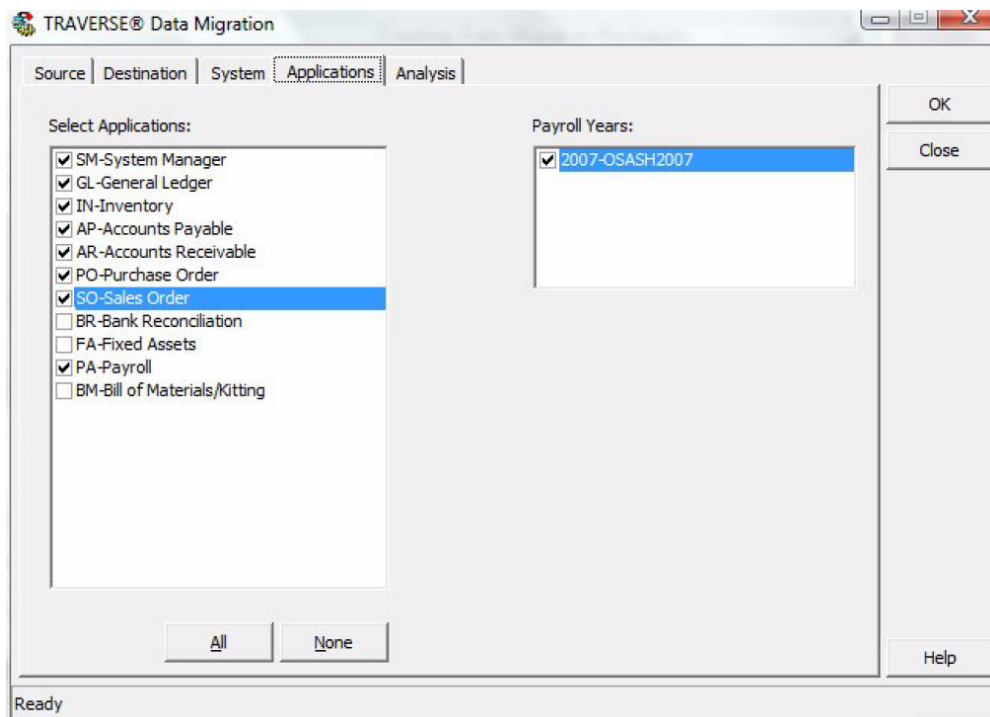 TRAVERSE® Data Migration
Source Destination System Applications Analysis
OK
Close
Select Applications:
SM-System Manager
GL-General Ledger
IN-Inventory
AP-Accounts Payable
AR-Accounts Receivable
PO-Purchase Order
SO-Sales Order
BR-Bank Reconciliation
FA-Fixed Assets
PA-Payroll
BM-Bill of Materials/Kitting
Payroll Years:
2007-OSASH2007
All None
Help
Ready